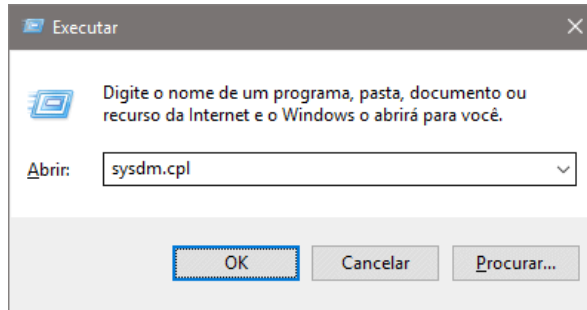 Executar
Digite o nome de um programa, pasta, documento ou
recurso da Internet e o Windows o abrirá para você.
Abrir: sysdm.cpl
OK Cancelar Procurar...